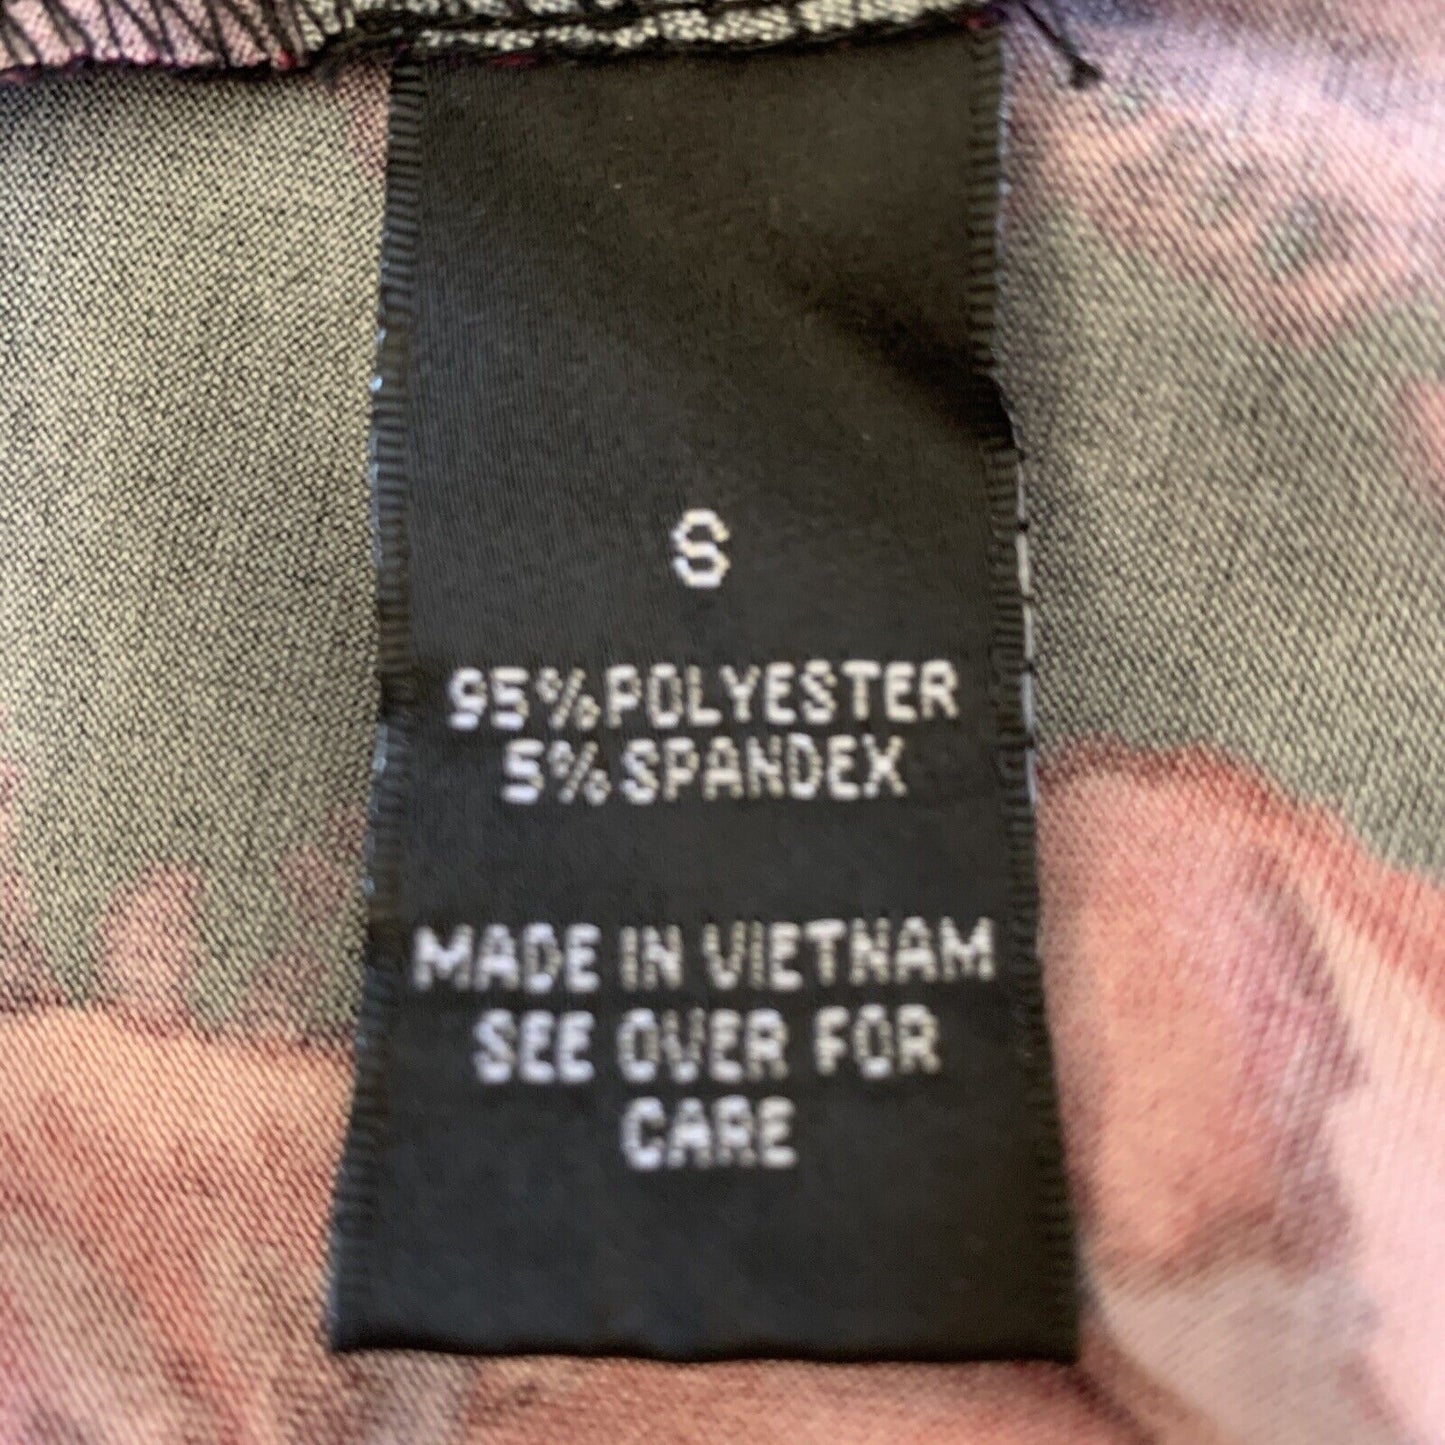 S
95% POLYESTER
5% SPANDEX
MADE IN VIETNAM
SEE OVER FOR
CARE